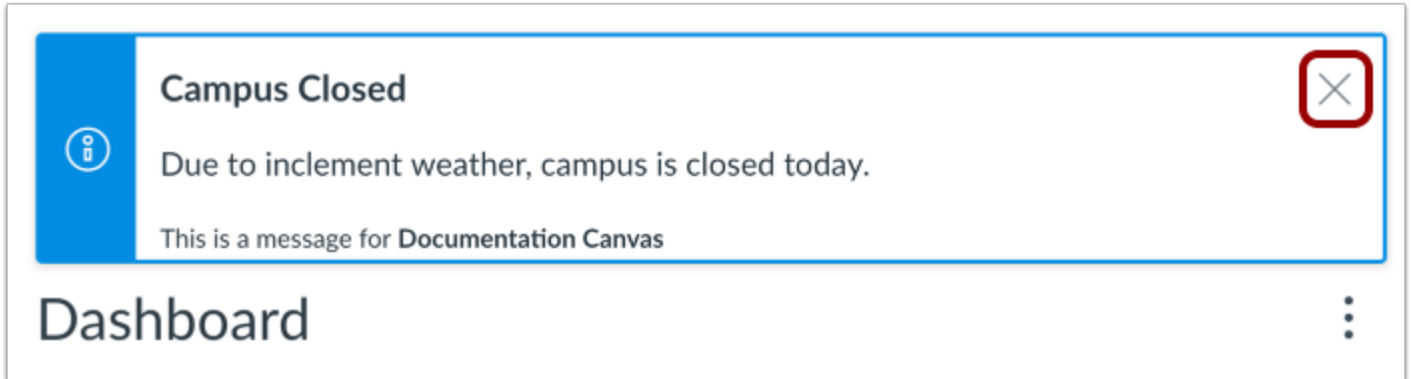 Campus Closed
Due to inclement weather, campus is closed today.
This is a message for Documentation Canvas
Dashboard